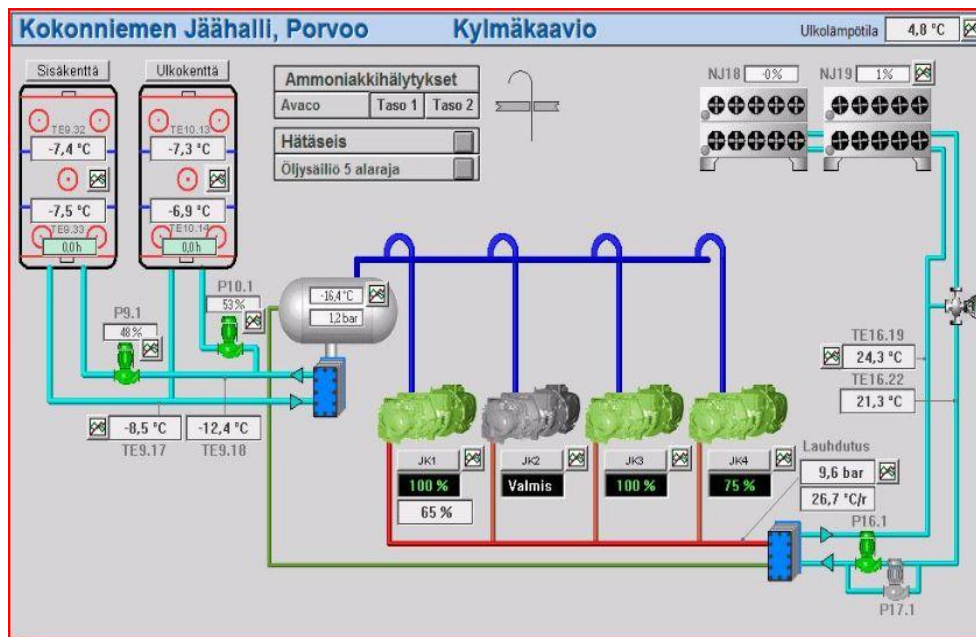 Kokonniemen Jäähalli, Porvoo Kylmäkaavio Ulkolämpötila 4,8 °C
Sisäkenttä Ulkokenttä
Ammoniakkihälytykset
Avaco Taso 1 Taso 2
Hätäseis
Öljysäiliö 5 alaraja
NJ18 -0% NJ19 1%
TE9.32 TE10.13
-7,4 °C -7,3 °C
-7,5 °C -6,9 °C
TE9.33 TE10.14
0,0 h 0,0 h
P9.1 P10.1
48% 53%
-16,4 °C
1,2 bar
-8,5 °C -12,4 °C
TE9.17 TE9.18
TE16.19
24,3 °C
TE16.22
21,3 °C
JK1 JK2 JK3 JK4
100 % Valmis 100 % 75 %
65 %
Lauhdutus
9,6 bar
26,7 °C/r
P16.1
P17.1